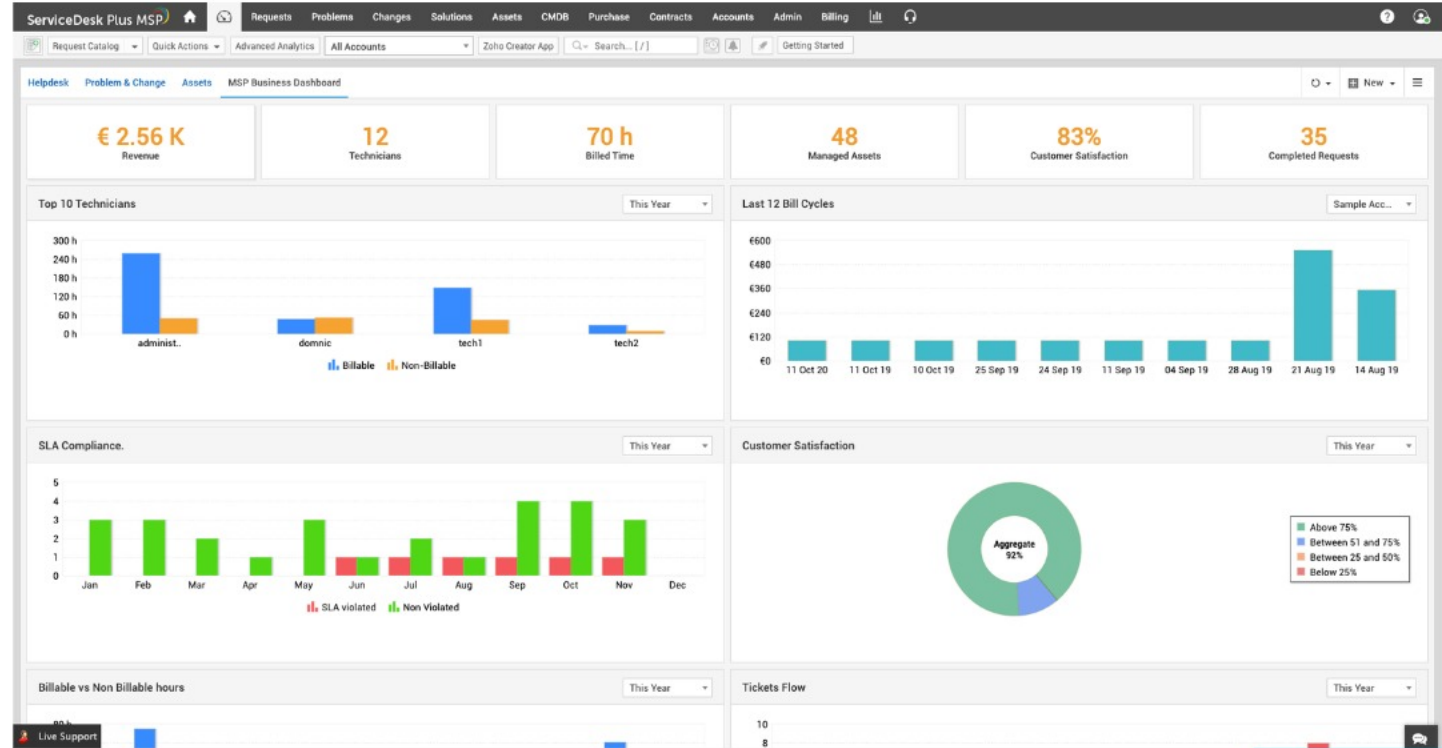 ServiceDesk Plus MSP Requests Problems Changes Solutions Assets CMDB Purchase Contracts Accounts Admin Billing
Request Catalog Quick Actions Advanced Analytics All Accounts Zoho Creator App Search... [/] Getting Started
Helpdesk Problem & Change Assets MSP Business Dashboard New
€ 2.56 K
Revenue
12
Technicians
70 h
Billed Time
48
Managed Assets
83%
Customer Satisfaction
35
Completed Requests
Top 10 Technicians This Year
300 h
240 h
180 h
120 h
60 h
0 h
administ.. domnic tech1 tech2
Billable Non-Billable
Last 12 Bill Cycles Sample Acc...
€600
€480
€360
€240
€120
€0
11 Oct 20 11 Oct 19 10 Oct 19 25 Sep 19 24 Sep 19 11 Sep 19 04 Sep 19 28 Aug 19 21 Aug 19 14 Aug 19
SLA Compliance. This Year
5
4
3
2
1
0
Jan Feb Mar Apr May Jun Jul Aug Sep Oct Nov Dec
SLA violated Non Violated
Customer Satisfaction This Year
Aggregate
92%
Above 75%
Between 51 and 75%
Between 25 and 50%
Below 25%
Billable vs Non Billable hours This Year
Live Support
Tickets Flow This Year
10
8